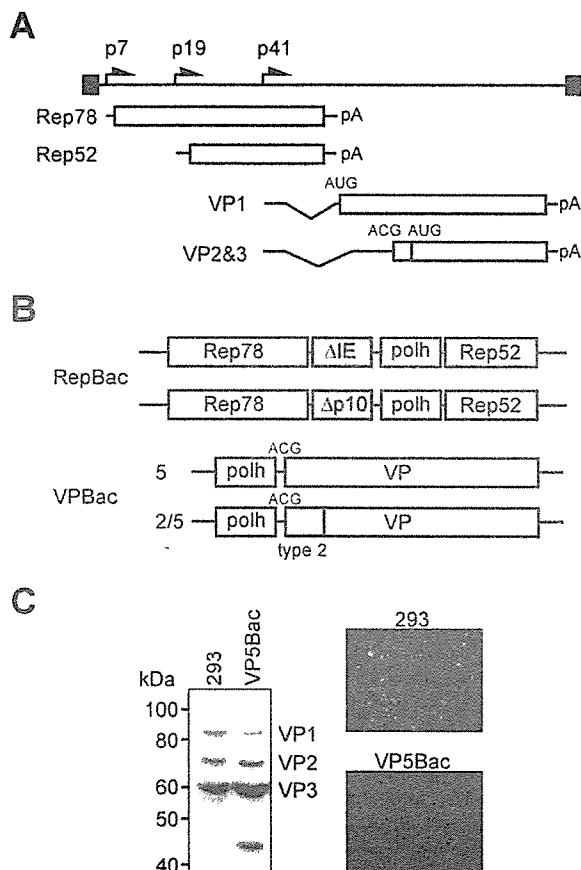 A
p7 p19 p41
Rep78 pA
Rep52 pA
AUG
VP1 pA
ACG AUG
VP2&3 pA
B
RepBac
Rep78 ΔIE polh Rep52
Rep78 Δp10 polh Rep52
VPBac
ACG
5 polh VP
ACG
2/5 polh VP
type 2
C
kDa 293 VP5Bac
100
80
60
50
40
VP1
VP2
VP3
293
VP5Bac